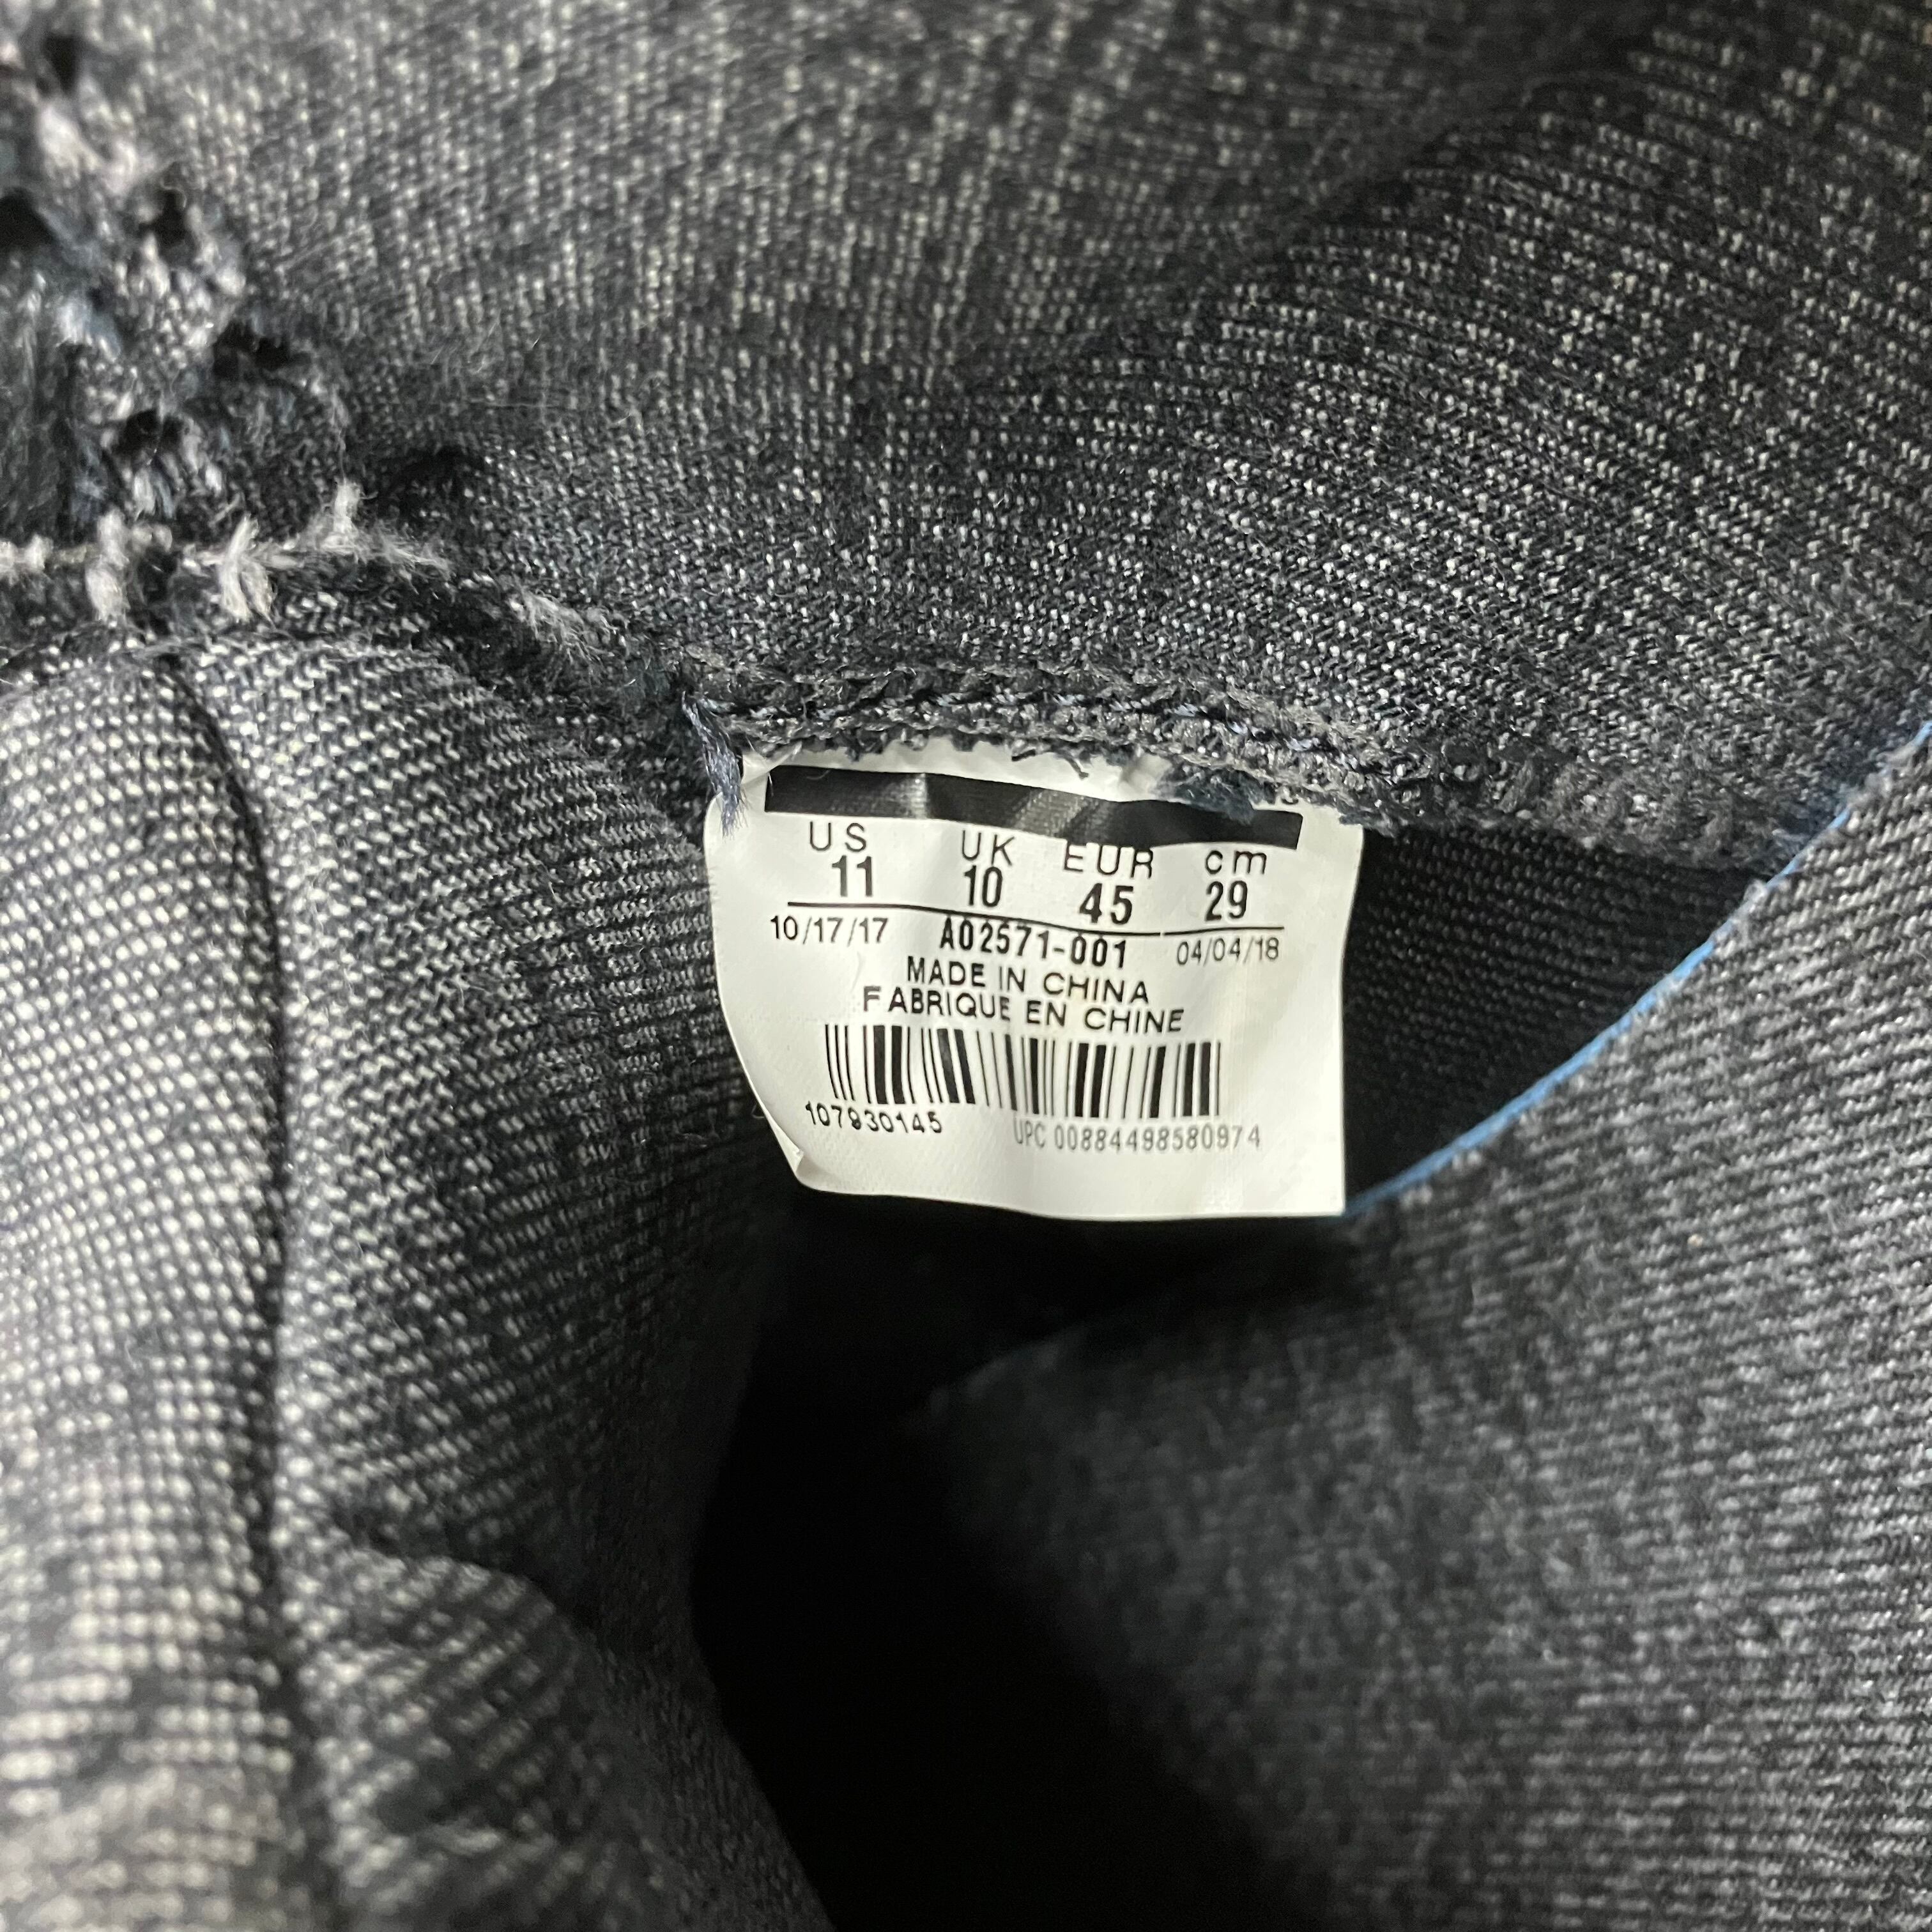 US UK EUR cm
11 10 45 29
10/17/17 A02571-001 04/04/18
MADE IN CHINA
FABRIQUE EN CHINE
107930145 UPC 00884498580974